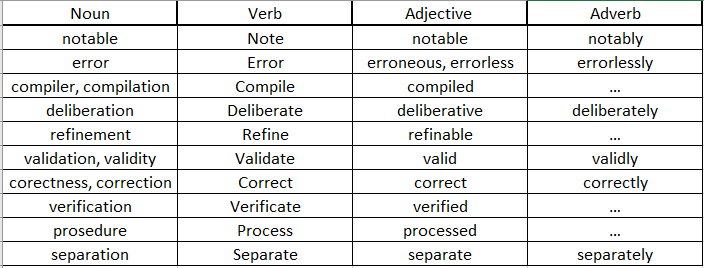 Noun Verb Adjective Adverb
notable Note notable notably
error Error erroneous, errorless errorlessly
compiler, compilation Compile compiled ...
deliberation Deliberate deliberative deliberately
refinement Refine refinable ...
validation, validity Validate valid validly
corectness, correction Correct correct correctly
verification Verificate verified ...
prosedure Process processed ...
separation Separate separate separately